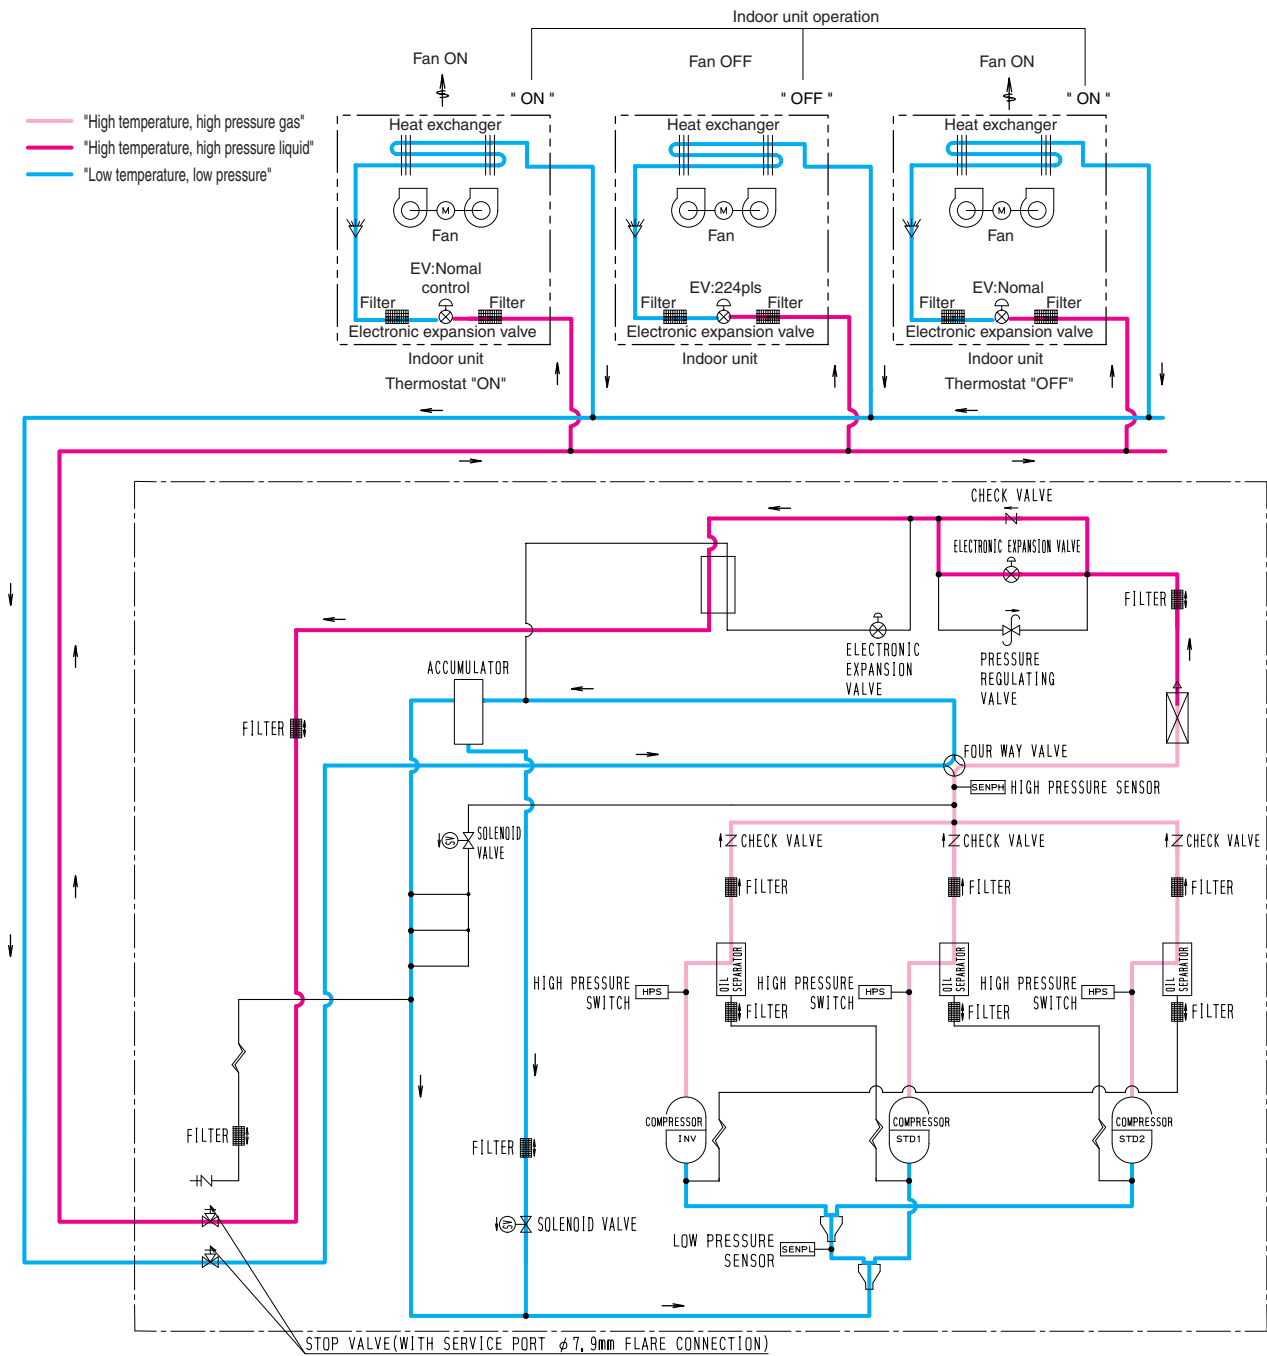 Indoor unit operation
Fan ON
Fan OFF
Fan ON
" ON "
" OFF "
" ON "
"High temperature, high pressure gas"
"High temperature, high pressure liquid"
"Low temperature, low pressure"
Heat exchanger
Heat exchanger
Heat exchanger
M
M
M
Fan
Fan
Fan
EV:Nomal
control
EV:224pls
EV:Nomal
Filter
Filter
Filter
Filter
Filter
Filter
Electronic expansion valve
Electronic expansion valve
Electronic expansion valve
Indoor unit
Indoor unit
Indoor unit
Thermostat "ON"
Thermostat "OFF"
CHECK VALVE
ELECTRONIC EXPANSION VALVE
FILTER
ELECTRONIC
EXPANSION
VALVE
PRESSURE
REGULATING
VALVE
ACCUMULATOR
FILTER
FOUR WAY VALVE
SENPH
HIGH PRESSURE SENSOR
SV
SOLENOID
VALVE
CHECK VALVE
CHECK VALVE
CHECK VALVE
FILTER
FILTER
FILTER
OIL
SEPARATOR
OIL
SEPARATOR
OIL
SEPARATOR
HIGH PRESSURE
SWITCH
HPS
HIGH PRESSURE
SWITCH
HPS
HIGH PRESSURE
SWITCH
HPS
FILTER
FILTER
FILTER
COMPRESSOR
INV
COMPRESSOR
STD1
COMPRESSOR
STD2
FILTER
FILTER
SV
SOLENOID VALVE
LOW PRESSURE
SENSOR
SENPL
STOP VALVE(WITH SERVICE PORT φ7,9mm FLARE CONNECTION)